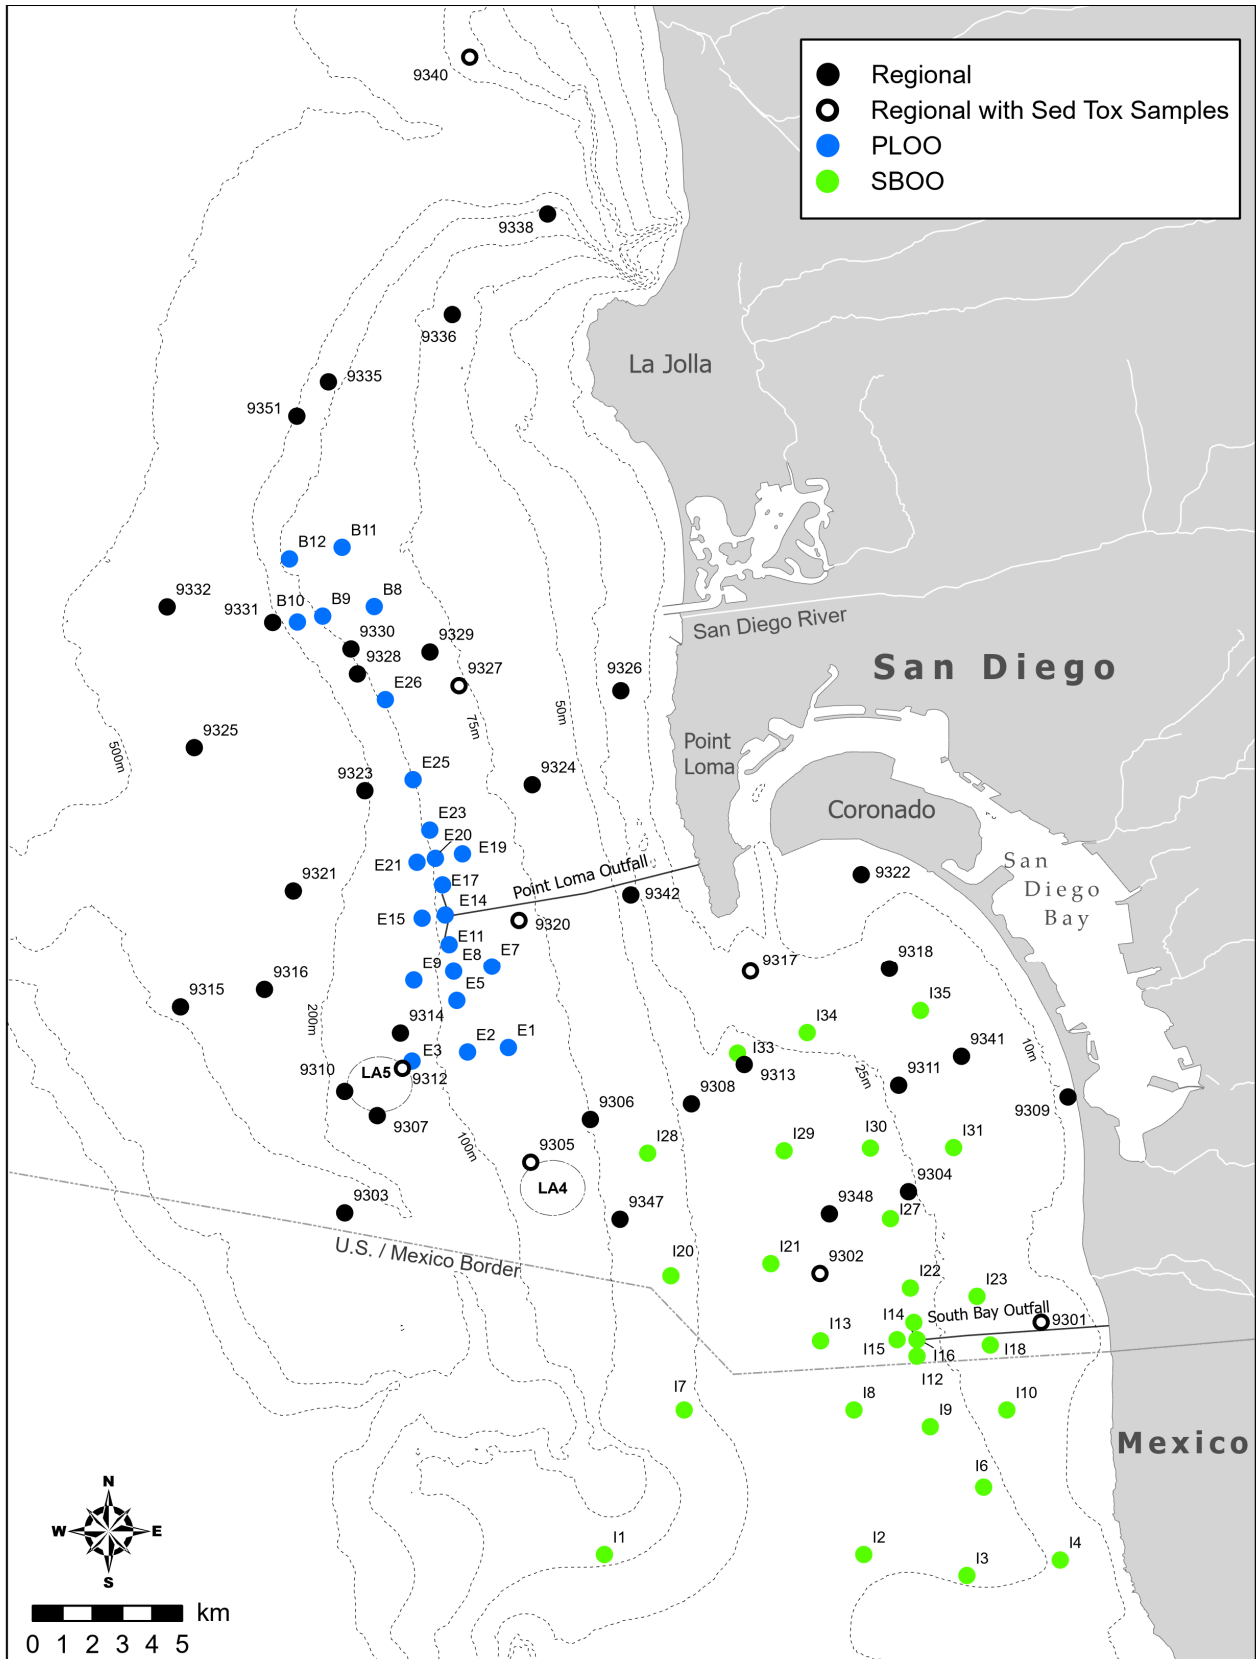 9340
Regional
Regional with Sed Tox Samples
PLOO
SBOO
9338
9336
La Jolla
9335
9351
B12
B11
9332
9331
B10
B9
B8
9330
9329
9328
9327
E26
9326
San Diego River
San Diego
75m
50m
500m
9325
Point
Loma
9323
E25
9324
Coronado
E23
E20
E19
E21
E17
Point Loma Outfall
San
Diego
Bay
9321
9322
9342
E14
E15
9320
E11
E8
E7
E9
E5
9317
9318
9316
9315
I35
I34
200m
9314
E3
E2
E1
I33
9313
9341
10m
25m
9311
9310
LA5
9312
9308
9309
9307
9306
100m
9305
I28
I29
I30
I31
LA4
9304
9303
9347
9348
I27
U.S. / Mexico Border
I20
I21
9302
I22
I23
I14
South Bay Outfall
9301
I13
I15
I16
I18
I12
I7
I8
I9
I10
Mexico
I6
N
W
E
S
I1
I2
I3
I4
km
0 1 2 3 4 5